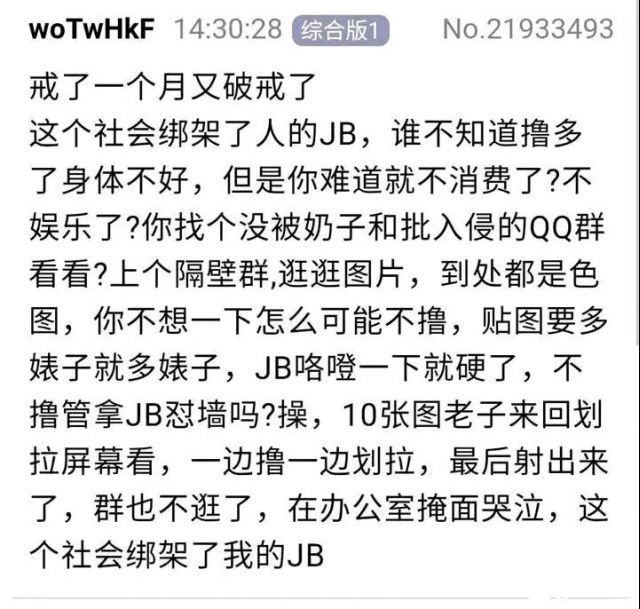 woTwHkF 14:30:28 综合版1 No.21933493
戒了一个月又破戒了
这个社会绑架了人的JB，谁不知道撸多
了身体不好，但是你难道就不消费了?不
娱乐了?你找个没被奶子和批入侵的QQ群
看看?上个隔壁群,逛逛图片，到处都是色
图，你不想一下怎么可能不撸，贴图要多
婊子就多婊子，JB咯噔一下就硬了，不
撸管拿JB怼墙吗?操，10张图老子来回划
拉屏幕看，一边撸一边划拉，最后射出来
了，群也不逛了，在办公室掩面哭泣，这
个社会绑架了我的JB